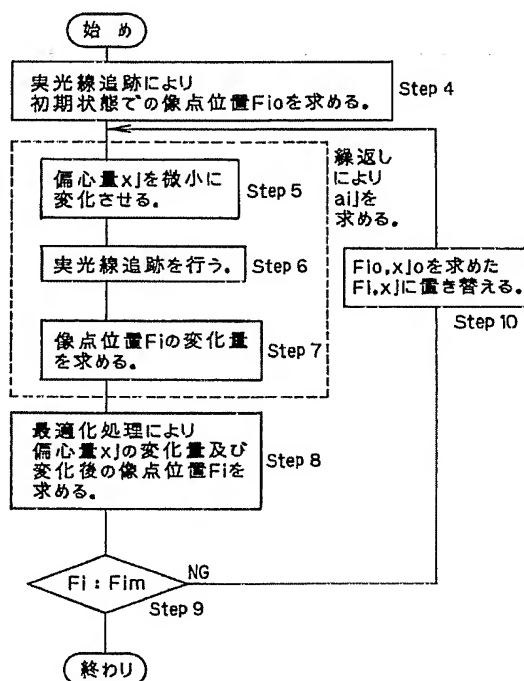 始め
実光線追跡により
初期状態での像点位置Fioを求める。
Step 4
偏心量xjを微小に
変化させる。
Step 5
実光線追跡を行う。
Step 6
像点位置Fiの変化量
を求める。
Step 7
繰返し
により
aijを
求める。
最適化処理により
偏心量xjの変化量及び
変化後の像点位置Fiを
求める。
Step 8
Fi : Fim
NG
Step 9
Fio,xjoを求めた
Fi,xjに置き替える。
Step 10
終わり